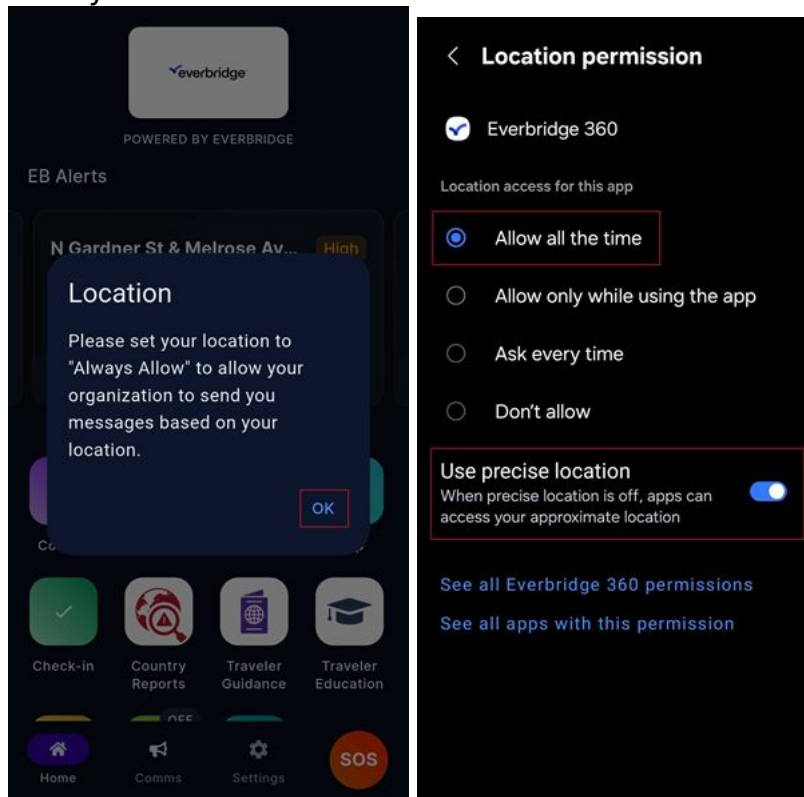 everbridge
POWERED BY EVERBRIDGE
EB Alerts
N Gardner St & Melrose Av...
High
Location
Please set your location to
"Always Allow" to allow your
organization to send you
messages based on your
location.
OK
Check-in
Country
Reports
Traveler
Guidance
Traveler
Education
OFF
Home
Comms
Settings
SOS
Location permission
Everbridge 360
Location access for this app
Allow all the time
Allow only while using the app
Ask every time
Don't allow
Use precise location
When precise location is off, apps can
access your approximate location
See all Everbridge 360 permissions
See all apps with this permission